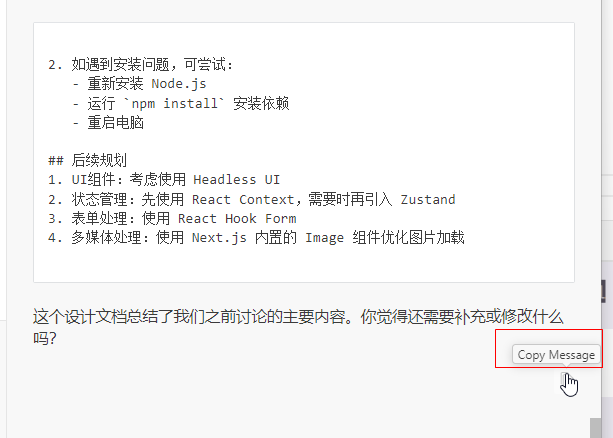 2. 如遇到安装问题，可尝试：
- 重新安装 Node.js
- 运行 `npm install` 安装依赖
- 重启电脑
## 后续规划
1. UI组件：考虑使用 Headless UI
2. 状态管理：先使用 React Context，需要时再引入 Zustand
3. 表单处理：使用 React Hook Form
4. 多媒体处理：使用 Next.js 内置的 Image 组件优化图片加载
这个设计文档总结了我们之前讨论的主要内容。你觉得还需要补充或修改什么
吗？
Copy Message